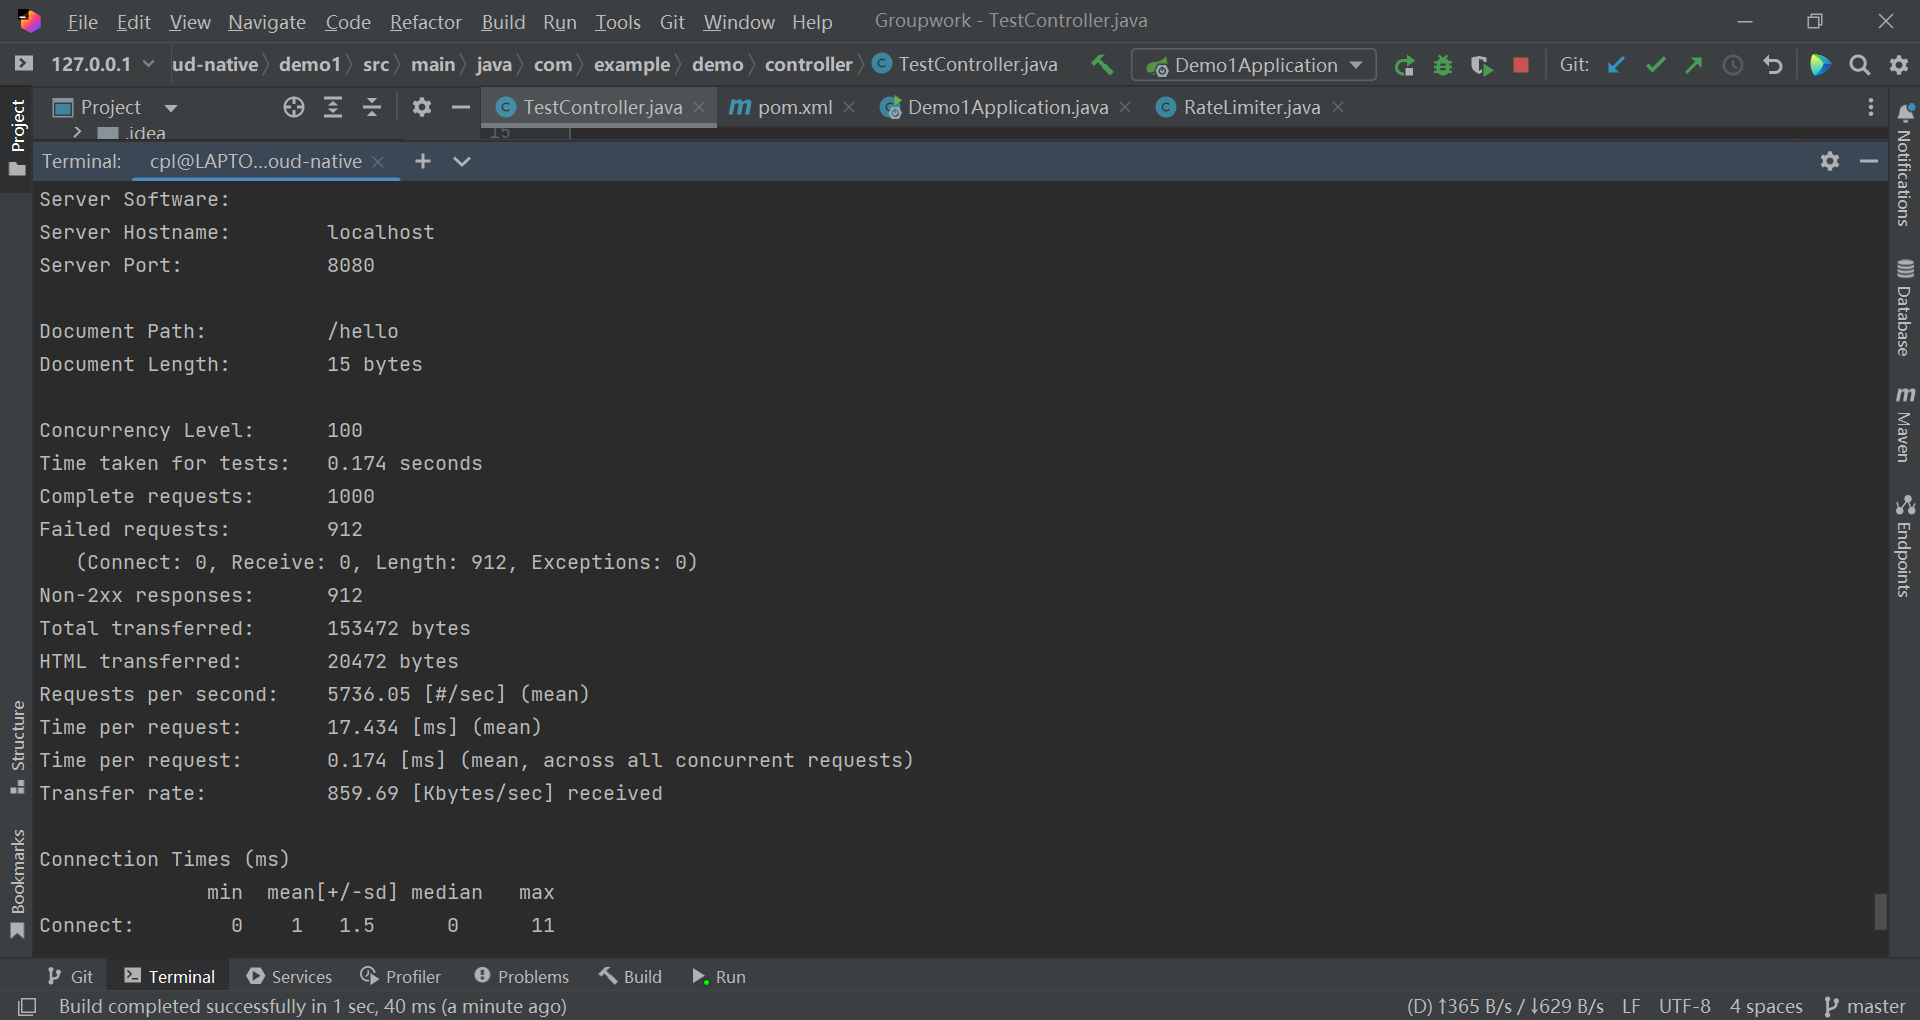 File Edit View Navigate Code Refactor Build Run Tools Git Window Help Groupwork - TestController.java
127.0.0.1 ud-native demo1 src main java com example demo controller TestController.java Demo1Application Git:
Project TestController.java pom.xml Demo1Application.java RateLimiter.java
.idea 15
Terminal: cpl@LAPTO...oud-native
Server Software:
Server Hostname: localhost
Server Port: 8080
Document Path: /hello
Document Length: 15 bytes
Concurrency Level: 100
Time taken for tests: 0.174 seconds
Complete requests: 1000
Failed requests: 912
(Connect: 0, Receive: 0, Length: 912, Exceptions: 0)
Non-2xx responses: 912
Total transferred: 153472 bytes
HTML transferred: 20472 bytes
Requests per second: 5736.05 [#/sec] (mean)
Time per request: 17.434 [ms] (mean)
Time per request: 0.174 [ms] (mean, across all concurrent requests)
Transfer rate: 859.69 [Kbytes/sec] received
Connection Times (ms)
min mean[+/-sd] median max
Connect: 0 1 1.5 0 11
Git Terminal Services Profiler Problems Build Run
Build completed successfully in 1 sec, 40 ms (a minute ago) (D) ↑365 B/s / ↓629 B/s LF UTF-8 4 spaces master
Project
Structure
Bookmarks
Notifications
Database
Maven
Endpoints